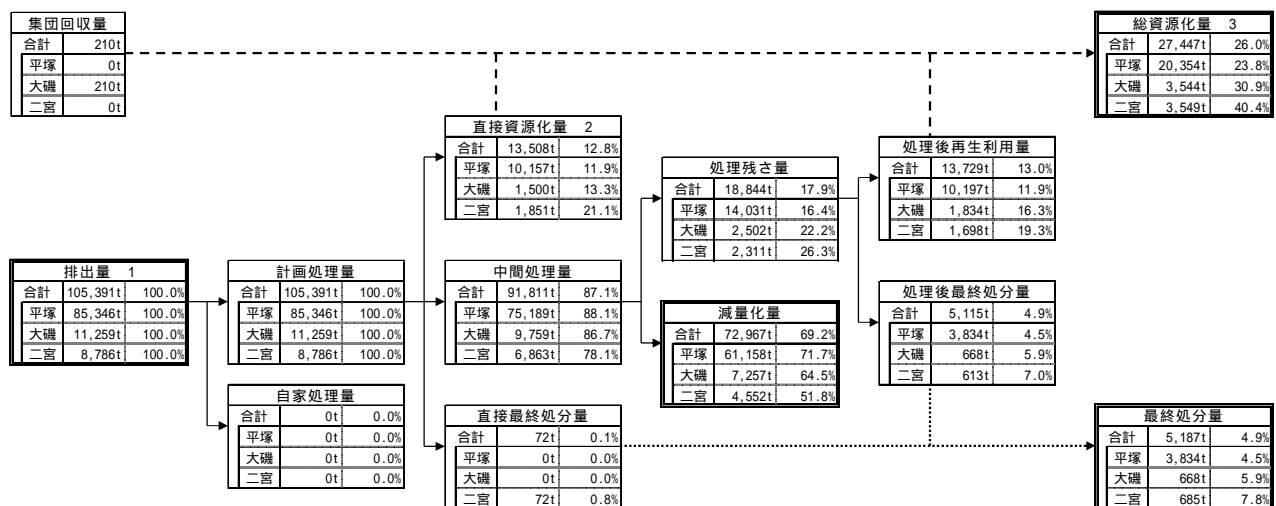 集団回収量
合計 210t
平塚 0t
大磯 210t
二宮 0t
総資源化量 3
合計 27,447t 26.0%
平塚 20,354t 23.8%
大磯 3,544t 30.9%
二宮 3,549t 40.4%
直接資源化量 2
合計 13,508t 12.8%
平塚 10,157t 11.9%
大磯 1,500t 13.3%
二宮 1,851t 21.1%
処理残さ量
合計 18,844t 17.9%
平塚 14,031t 16.4%
大磯 2,502t 22.2%
二宮 2,311t 26.3%
処理後再生利用量
合計 13,729t 13.0%
平塚 10,197t 11.9%
大磯 1,834t 16.3%
二宮 1,698t 19.3%
排出量 1
合計 105,391t 100.0%
平塚 85,346t 100.0%
大磯 11,259t 100.0%
二宮 8,786t 100.0%
計画処理量
合計 105,391t 100.0%
平塚 85,346t 100.0%
大磯 11,259t 100.0%
二宮 8,786t 100.0%
中間処理量
合計 91,811t 87.1%
平塚 75,189t 88.1%
大磯 9,759t 86.7%
二宮 6,863t 78.1%
減量化量
合計 72,967t 69.2%
平塚 61,158t 71.7%
大磯 7,257t 64.5%
二宮 4,552t 51.8%
処理後最終処分量
合計 5,115t 4.9%
平塚 3,834t 4.5%
大磯 668t 5.9%
二宮 613t 7.0%
自家処理量
合計 0t 0.0%
平塚 0t 0.0%
大磯 0t 0.0%
二宮 0t 0.0%
直接最終処分量
合計 72t 0.1%
平塚 0t 0.0%
大磯 0t 0.0%
二宮 72t 0.8%
最終処分量
合計 5,187t 4.9%
平塚 3,834t 4.5%
大磯 668t 5.9%
二宮 685t 7.8%